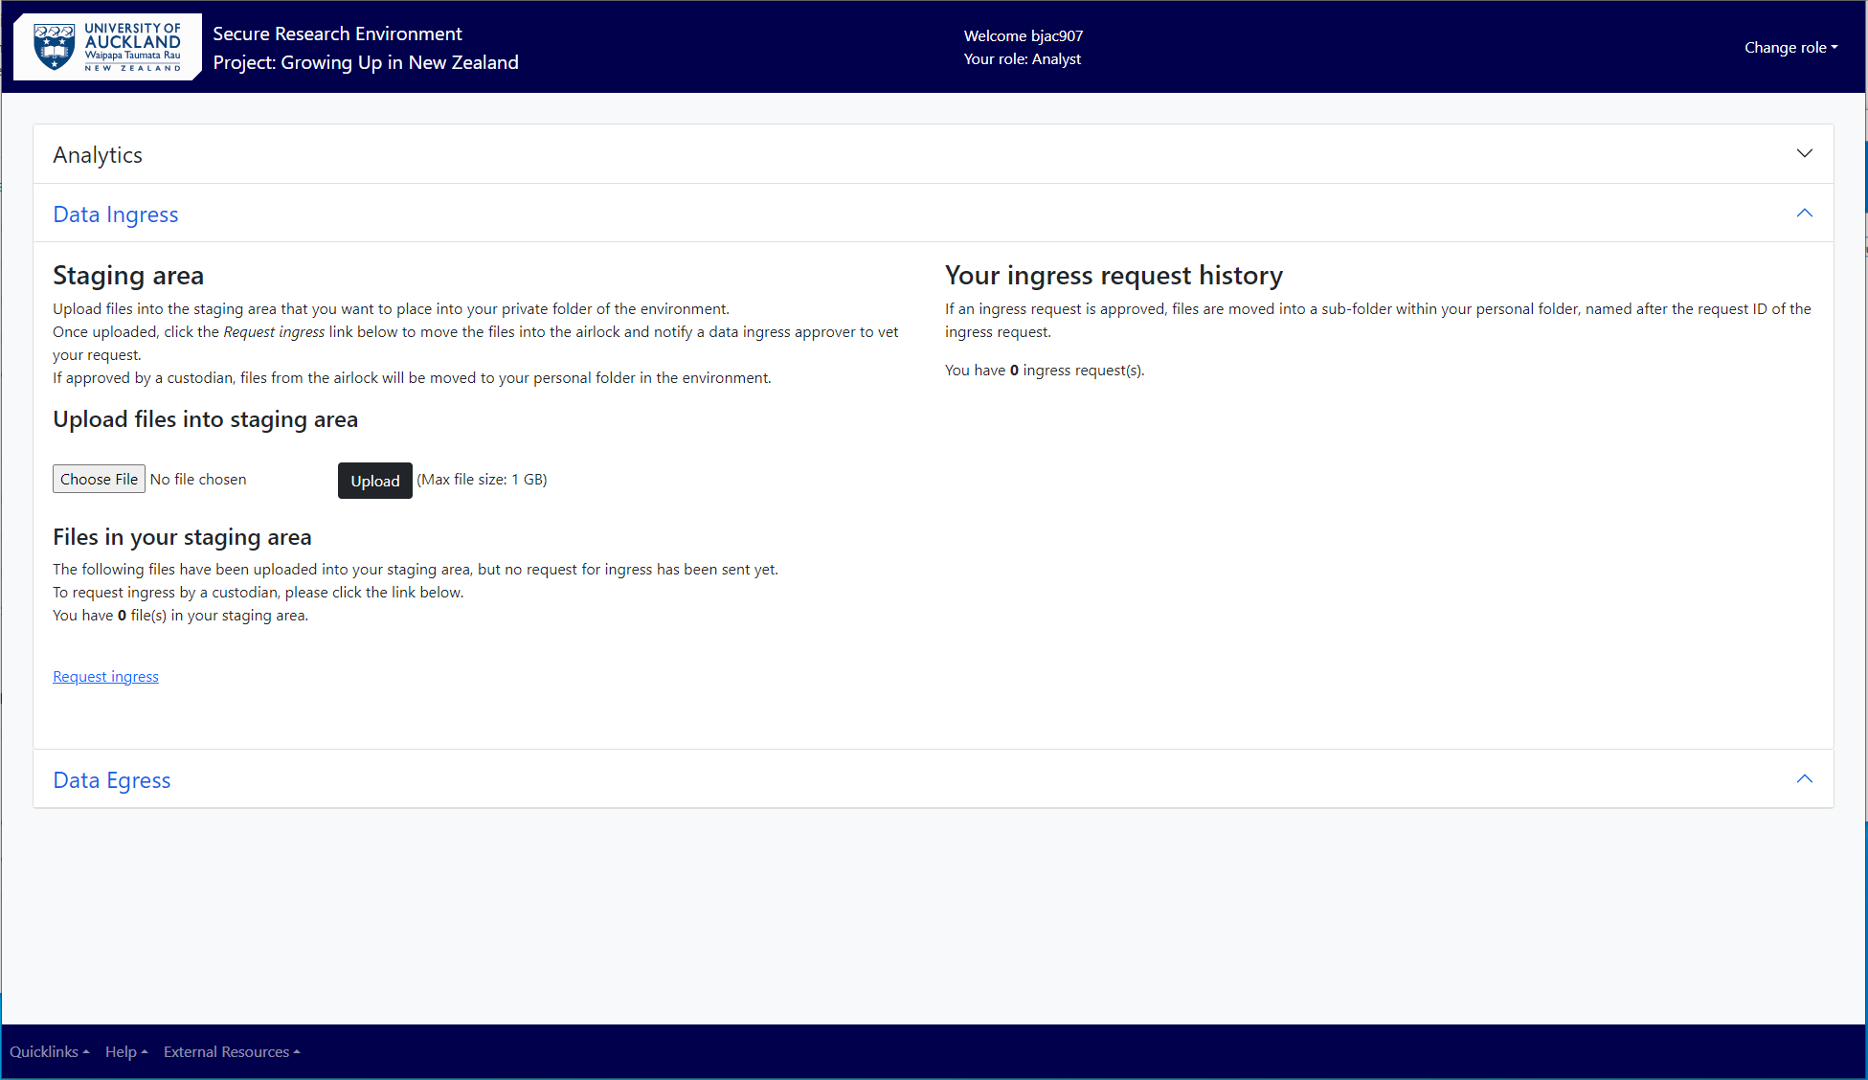 UNIVERSITY OF
AUCKLAND
Waipapa Taumata Rau
NEW ZEALAND
Secure Research Environment
Project: Growing Up in New Zealand
Welcome bjac907
Your role: Analyst
Change role
Analytics
Data Ingress
Staging area
Upload files into the staging area that you want to place into your private folder of the environment.
Once uploaded, click the Request ingress link below to move the files into the airlock and notify a data ingress approver to vet
your request.
If approved by a custodian, files from the airlock will be moved to your personal folder in the environment.
Upload files into staging area
Choose File No file chosen Upload (Max file size: 1 GB)
Files in your staging area
The following files have been uploaded into your staging area, but no request for ingress has been sent yet.
To request ingress by a custodian, please click the link below.
You have 0 file(s) in your staging area.
Request ingress
Your ingress request history
If an ingress request is approved, files are moved into a sub-folder within your personal folder, named after the request ID of the
ingress request.
You have 0 ingress request(s).
Data Egress
Quicklinks Help External Resources